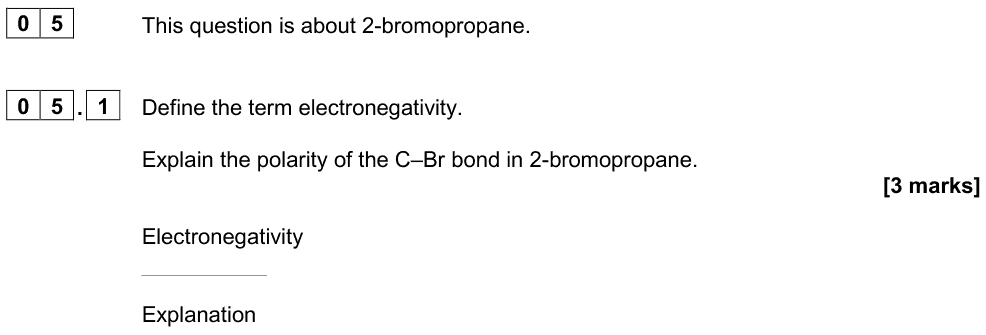 0 5 This question is about 2-bromopropane.
0 5 . 1 Define the term electronegativity.
Explain the polarity of the C–Br bond in 2-bromopropane.
[3 marks]
Electronegativity
Explanation